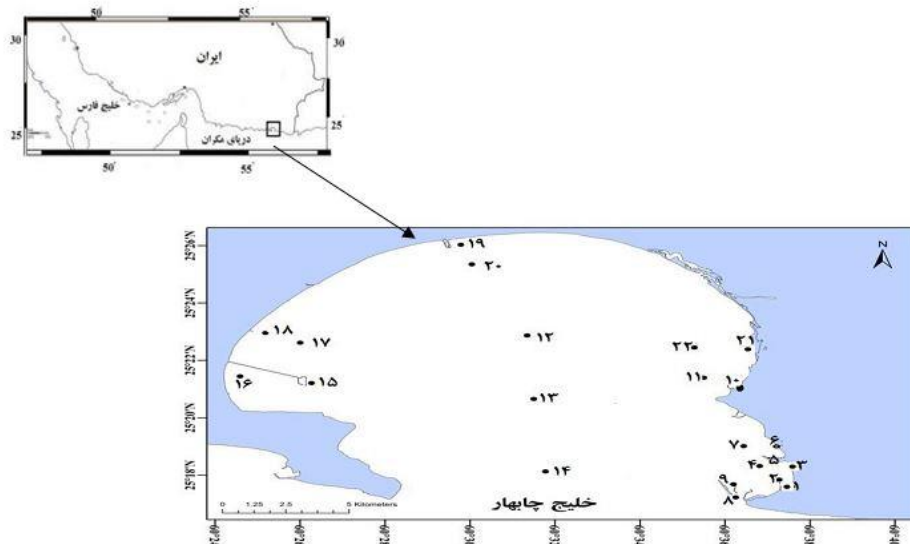 50 55
30 30
ایران
خلیج فارس
25 25
دریای مکران
50 55
N
25°26'N ۱۹
۲۰
25°24'
۱۸ ۱۷ ۱۲ ۲۲ ۲۱
25°22'
۱۶ ۱۵ ۱۱ ۱۰
۱۳
25°20'
۷ ۶
۱۴ ۴ ۵ ۳
25°18'
۹ ۲ ۱
۸
خلیج چابهار
0 1.25 2.5 5 Kilometers